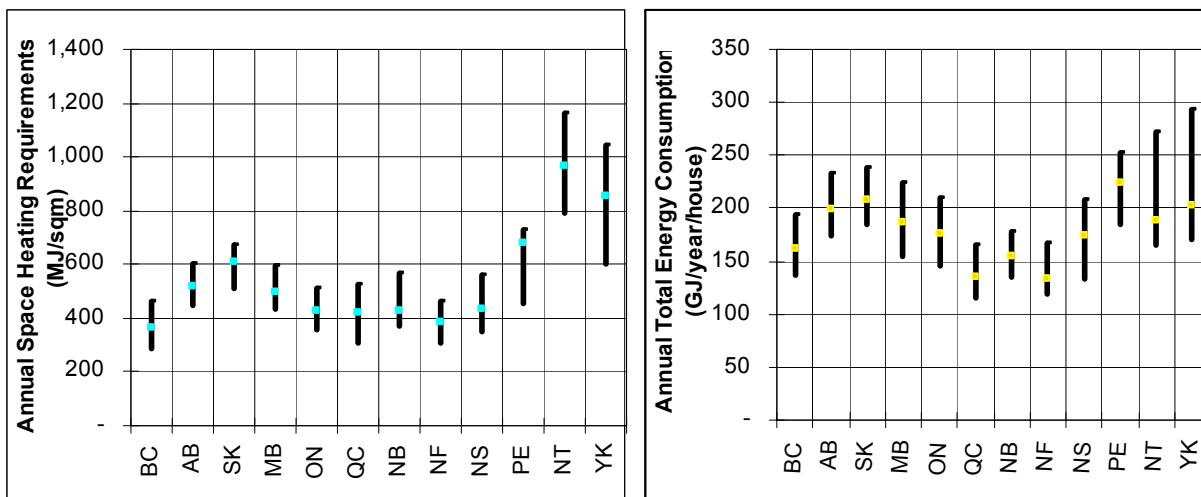 Annual Space Heating Requirements
(MJ/sqm)
1,400
1,200
1,000
800
600
400
200
-
BC
AB
SK
MB
ON
QC
NB
NF
NS
PE
NT
YK
Annual Total Energy Consumption
(GJ/year/house)
350
300
250
200
150
100
50
-
BC
AB
SK
MB
ON
QC
NB
NF
NS
PE
NT
YK